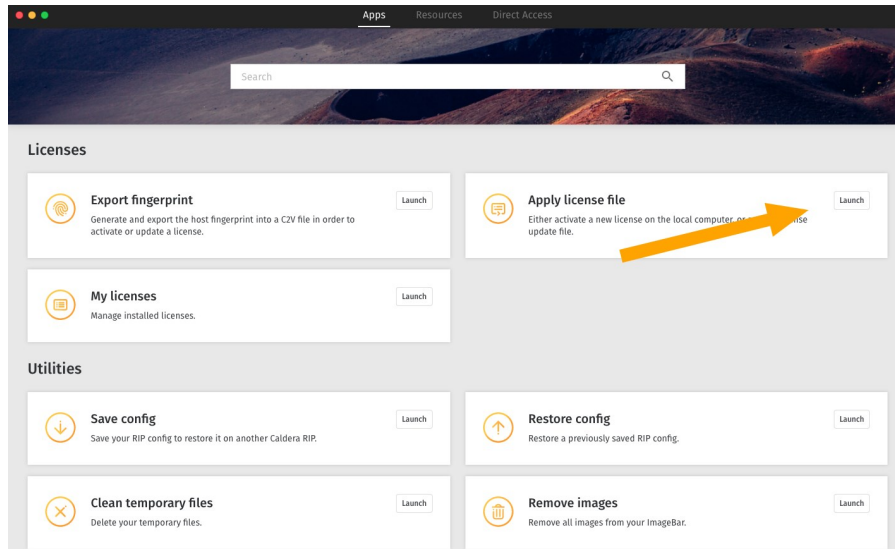 Apps Resources Direct Access
Search
Licenses
Export fingerprint
Launch
Generate and export the host fingerprint into a C2V file in order to
activate or update a license.
Apply license file
Launch
Either activate a new license on the local computer, or
update file.
My licenses
Launch
Manage installed licenses.
Utilities
Save config
Launch
Save your RIP config to restore it on another Caldera RIP.
Restore config
Launch
Restore a previously saved RIP config.
Clean temporary files
Launch
Delete your temporary files.
Remove images
Launch
Remove all images from your ImageBar.